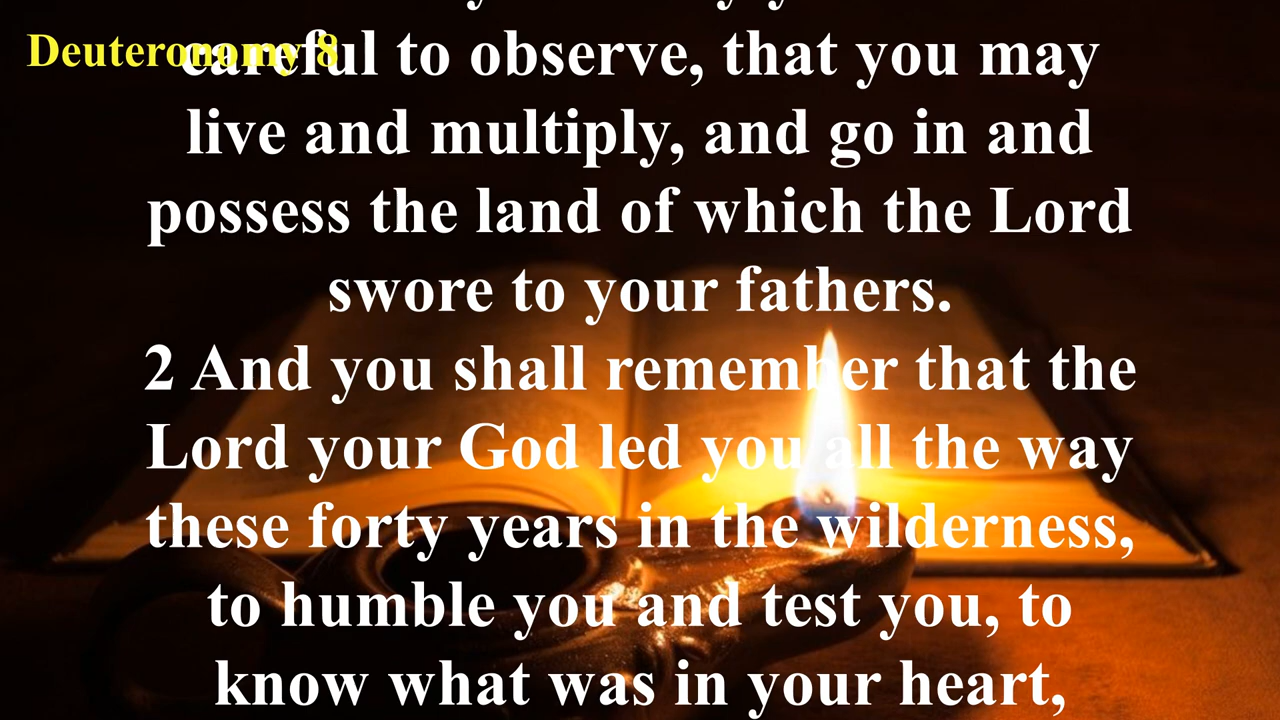 Deuteronomy 8
careful to observe, that you may
live and multiply, and go in and
possess the land of which the Lord
swore to your fathers.
2 And you shall remember that the
Lord your God led you all the way
these forty years in the wilderness,
to humble you and test you, to
know what was in your heart,